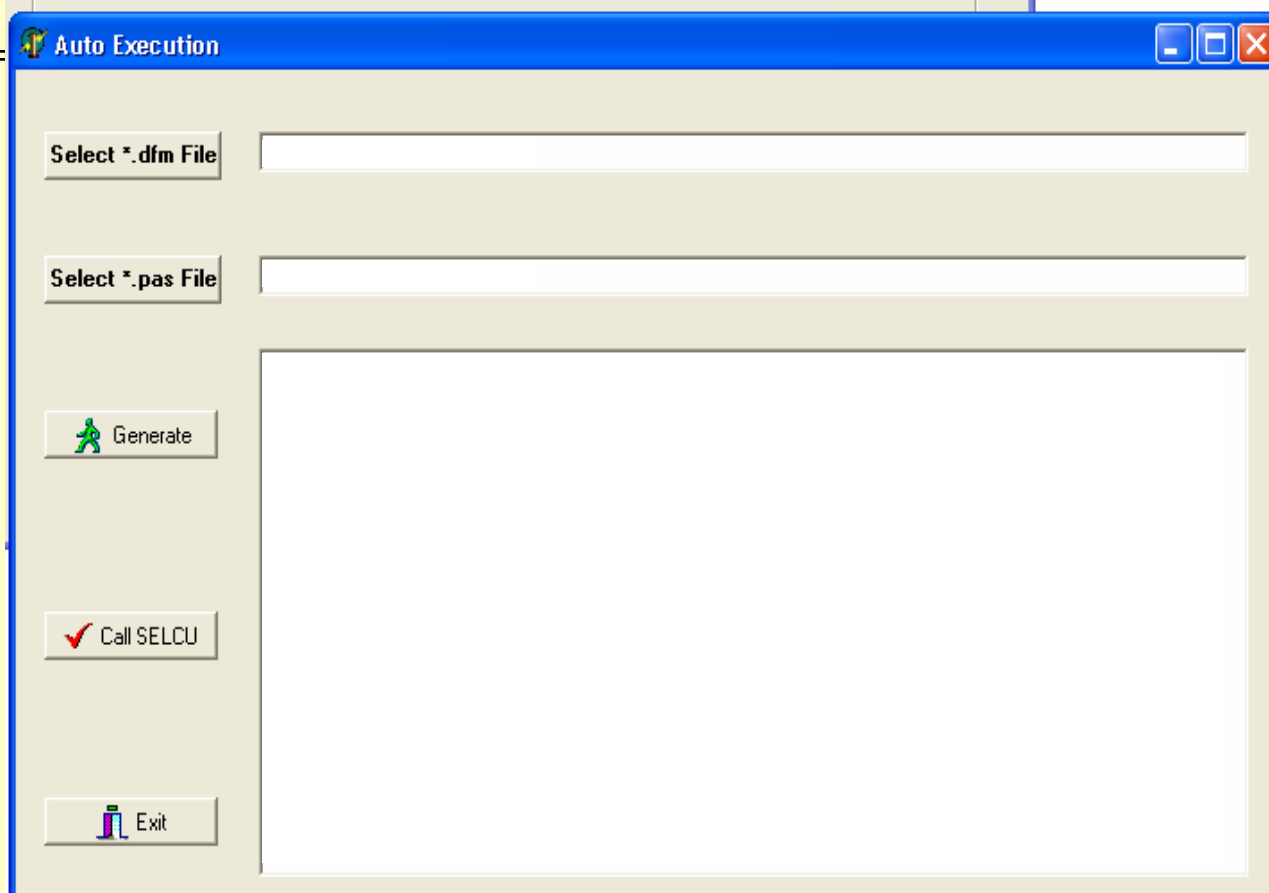 Auto Execution
Select *.dfm File
Select *.pas File
Generate
Call SELCU
Exit